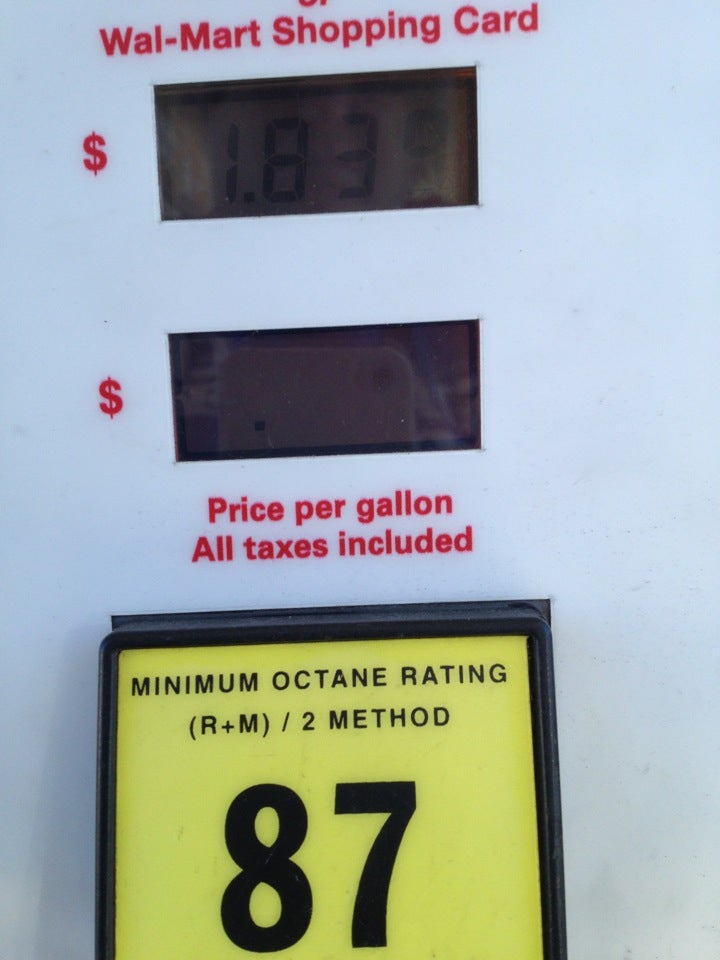 Wal-Mart Shopping Card
$ 1.83
$ .
Price per gallon
All taxes included
MINIMUM OCTANE RATING
(R+M) / 2 METHOD
87